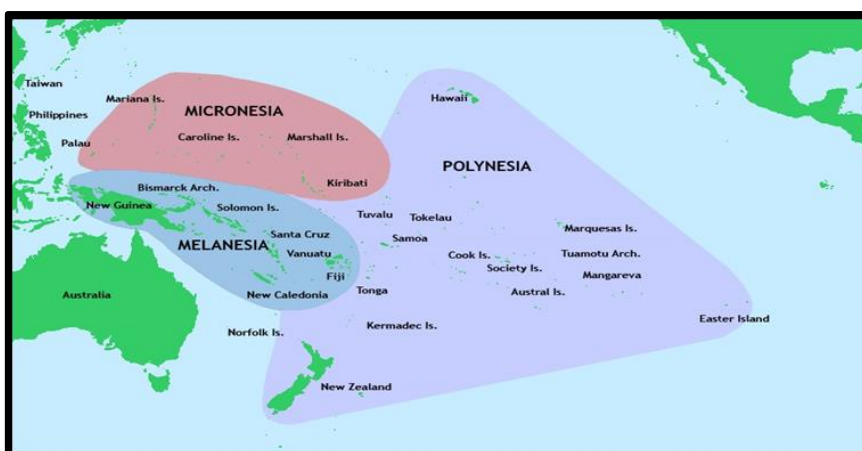 Taiwan
Mariana Is.
Hawaii
MICRONESIA
Philippines
Caroline Is.
Marshall Is.
Palau
POLYNESIA
Kiribati
Bismarck Arch.
New Guinea
Solomon Is.
Tuvalu
Tokelau
Marquesas Is.
Santa Cruz
Samoa
MELANESIA
Vanuatu
Cook Is.
Tuamotu Arch.
Society Is.
Fiji
Mangareva
Australia
New Caledonia
Tonga
Austral Is.
Easter Island
Norfolk Is.
Kermadec Is.
New Zealand